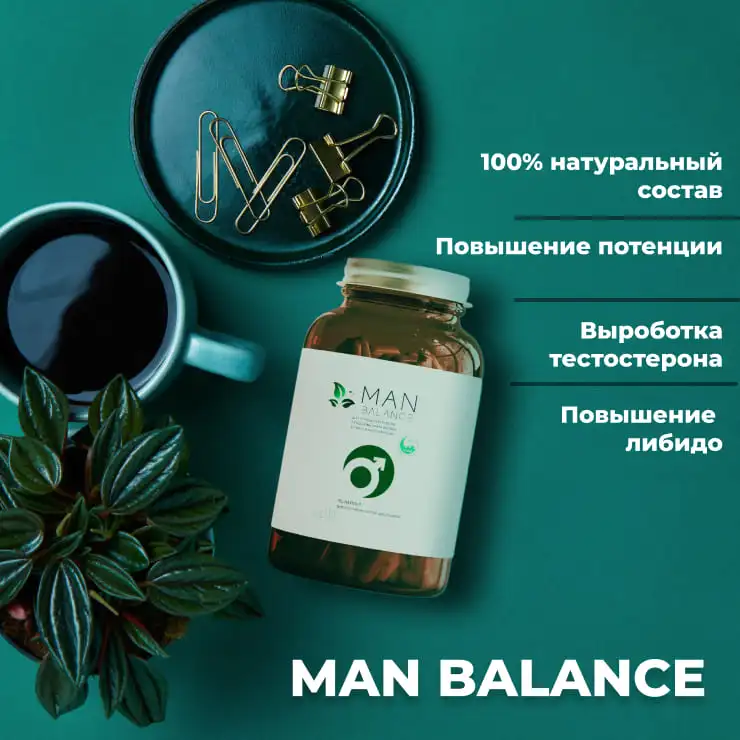 100% натуральный
состав
Повышение потенции
Выроботка
тестостерона
Повышение
либидо
MAN
BALANCE
MAN BALANCE